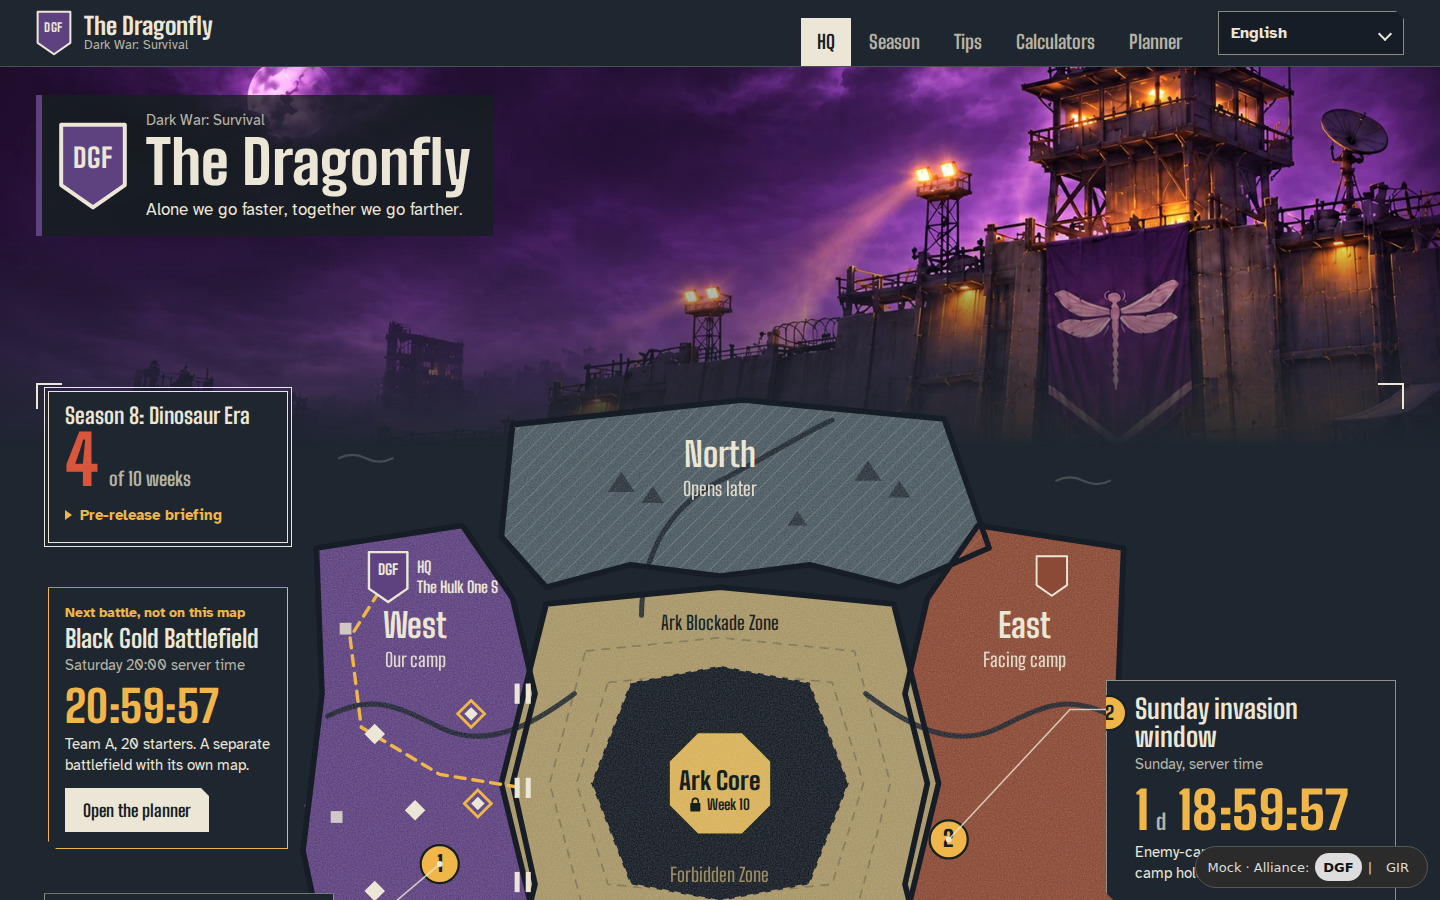 DGF
The Dragonfly
Dark War: Survival
HQ
Season
Tips
Calculators
Planner
English
DGF
Dark War: Survival
The Dragonfly
Alone we go faster, together we go farther.
Season 8: Dinosaur Era
4 of 10 weeks
Pre-release briefing
North
Opens later
Next battle, not on this map
Black Gold Battlefield
Saturday 20:00 server time
20:59:57
Team A, 20 starters. A separate
battlefield with its own map.
Open the planner
DGF
HQ
The Hulk One S
West
Our camp
Ark Blockade Zone
Ark Core
Week 10
Forbidden Zone
East
Facing camp
1
2
2
Sunday invasion
window
Sunday, server time
1 d 18:59:57
camp
Mock · Alliance: DGF | GIR